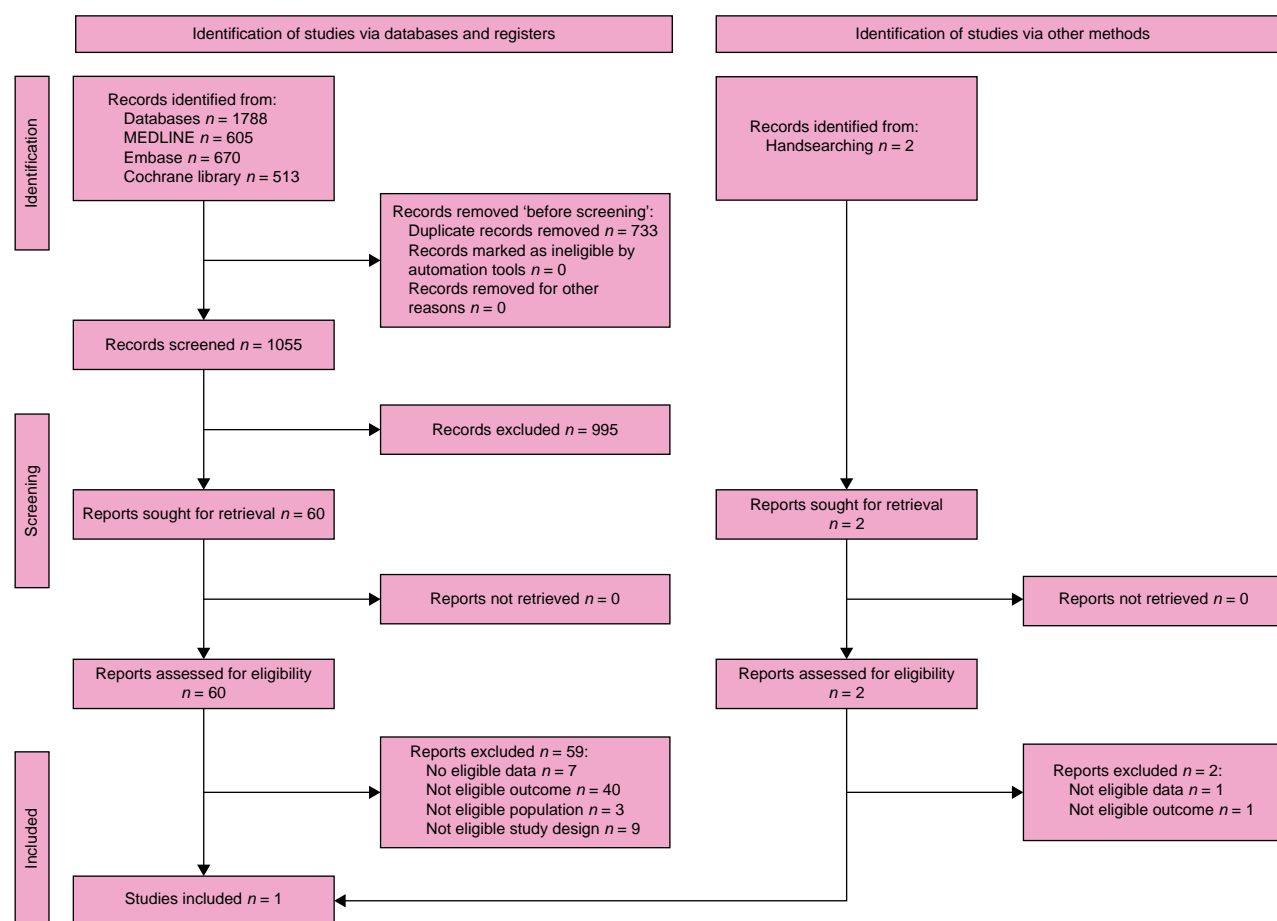 Identification of studies via databases and registers
Identification of studies via other methods
Identification
Records identified from:
Databases n = 1788
MEDLINE n = 605
Embase n = 670
Cochrane library n = 513
Records identified from:
Handsearching n = 2
Records removed ‘before screening’:
Duplicate records removed n = 733
Records marked as ineligible by
automation tools n = 0
Records removed for other
reasons n = 0
Records screened n = 1055
Screening
Records excluded n = 995
Reports sought for retrieval n = 60
Reports sought for retrieval
n = 2
Reports not retrieved n = 0
Reports not retrieved n = 0
Reports assessed for eligibility
n = 60
Reports assessed for eligibility
n = 2
Included
Reports excluded n = 59:
No eligible data n = 7
Not eligible outcome n = 40
Not eligible population n = 3
Not eligible study design n = 9
Reports excluded n = 2:
Not eligible data n = 1
Not eligible outcome n = 1
Studies included n = 1